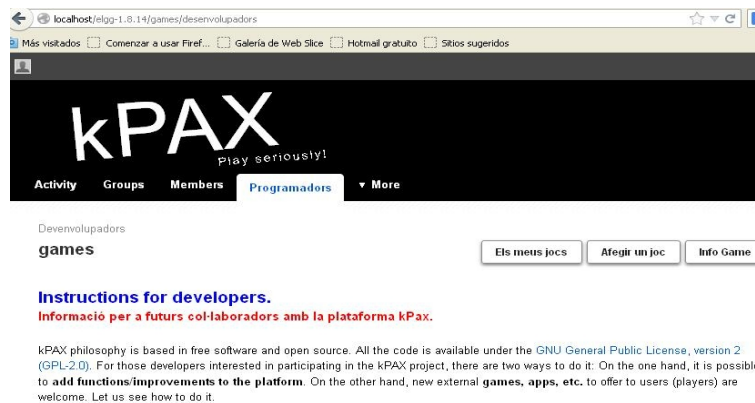 localhost/elgg-1.8.14/games/desenvolupadors
Más visitados Comenzar a usar Firef... Galería de Web Slice Hotmail gratuito Sitios sugeridos
kPAX
Play seriously!
Activity Groups Members Programadors ▼ More
Devenvolupadors
games
Els meus jocs Afegir un joc Info Game
Instructions for developers.
Informació per a futurs col·laboradors amb la plataforma kPax.
kPAX philosophy is based in free software and open source. All the code is available under the GNU General Public License, version 2
(GPL-2.0). For those developers interested in participating in the kPAX project, there are two ways to do it: On the one hand, it is possible
to add functions/improvements to the platform. On the other hand, new external games, apps, etc. to offer to users (players) are
welcome. Let us see how to do it.